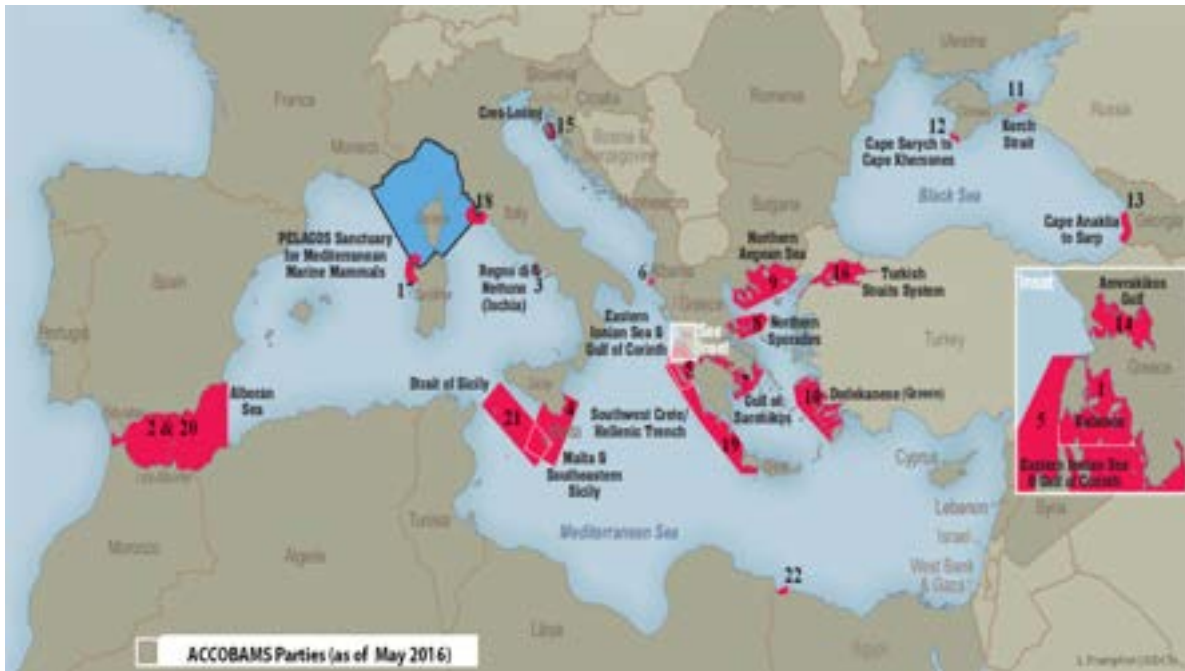 Ukraine
11
Russia
France
Slovenia
Croatia
Romania
15
12
Kerch
Strait
Cape Sarych to
Cape Khersones
Monaco
Black Sea
18
Italy
Bulgaria
13
Georgia
Cape Anaklia
to Sarp
PELAGOS Sanctuary
for Mediterranean
Marine Mammals
Regno di
Nettuno
(Ischia)
3
6
Albania
Northern
Aegean Sea
9
16
Turkish
Straits System
Spain
Portugal
Greece
Eastern
Ionian Sea &
Gulf of Corinth
8
Northern
Sporades
Turkey
Inset
Amvrakikos
Gulf
14
Greece
1
Kalamos
5
Eastern Ionian Sea
& Gulf of Corinth
Alboran
Sea
2 & 20
Strait of Sicily
21
4
Southwest Crete/
Hellenic Trench
19
Gulf of
Saronikos
10
Dodekanese (Greece)
Malta &
Southeastern
Sicily
Cyprus
Lebanon
Syria
Israel
West Bank
& Gaza
Mediterranean Sea
Tunisia
Morocco
Algeria
22
Libya
Egypt
ACCOBAMS Parties (as of May 2016)